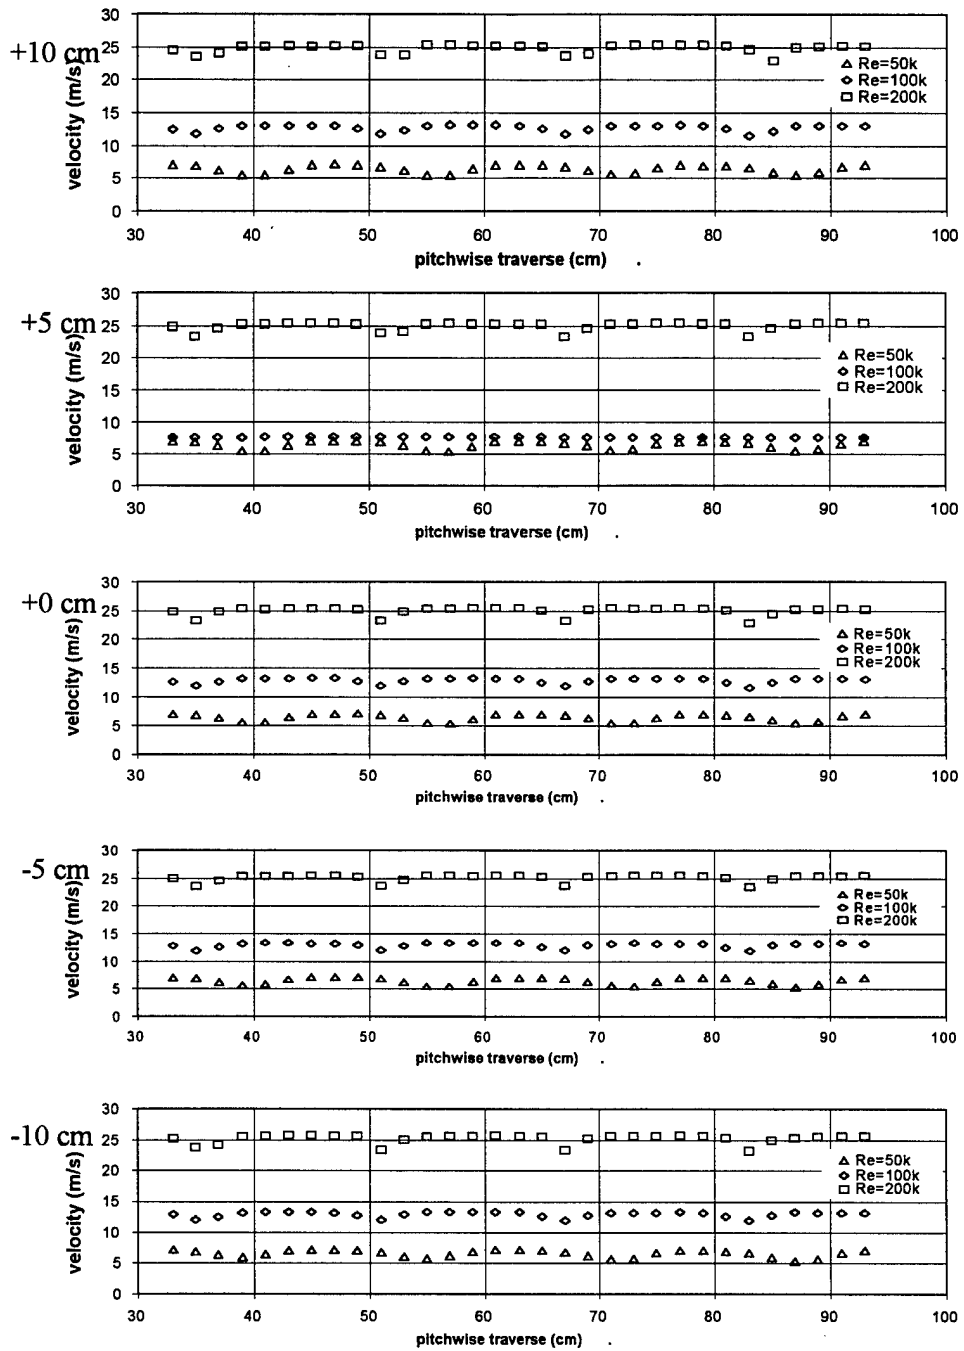 +10 cm
velocity (m/s)
30
25
20
15
10
5
0
Re=50k
Re=100k
Re=200k
30 40 50 60 70 80 90 100
pitchwise traverse (cm)
+5 cm
velocity (m/s)
30
25
20
15
10
5
0
Re=50k
Re=100k
Re=200k
30 40 50 60 70 80 90 100
pitchwise traverse (cm)
+0 cm
velocity (m/s)
30
25
20
15
10
5
0
Re=50k
Re=100k
Re=200k
30 40 50 60 70 80 90 100
pitchwise traverse (cm)
-5 cm
velocity (m/s)
30
25
20
15
10
5
0
Re=50k
Re=100k
Re=200k
30 40 50 60 70 80 90 100
pitchwise traverse (cm)
-10 cm
velocity (m/s)
30
25
20
15
10
5
0
Re=50k
Re=100k
Re=200k
30 40 50 60 70 80 90 100
pitchwise traverse (cm)